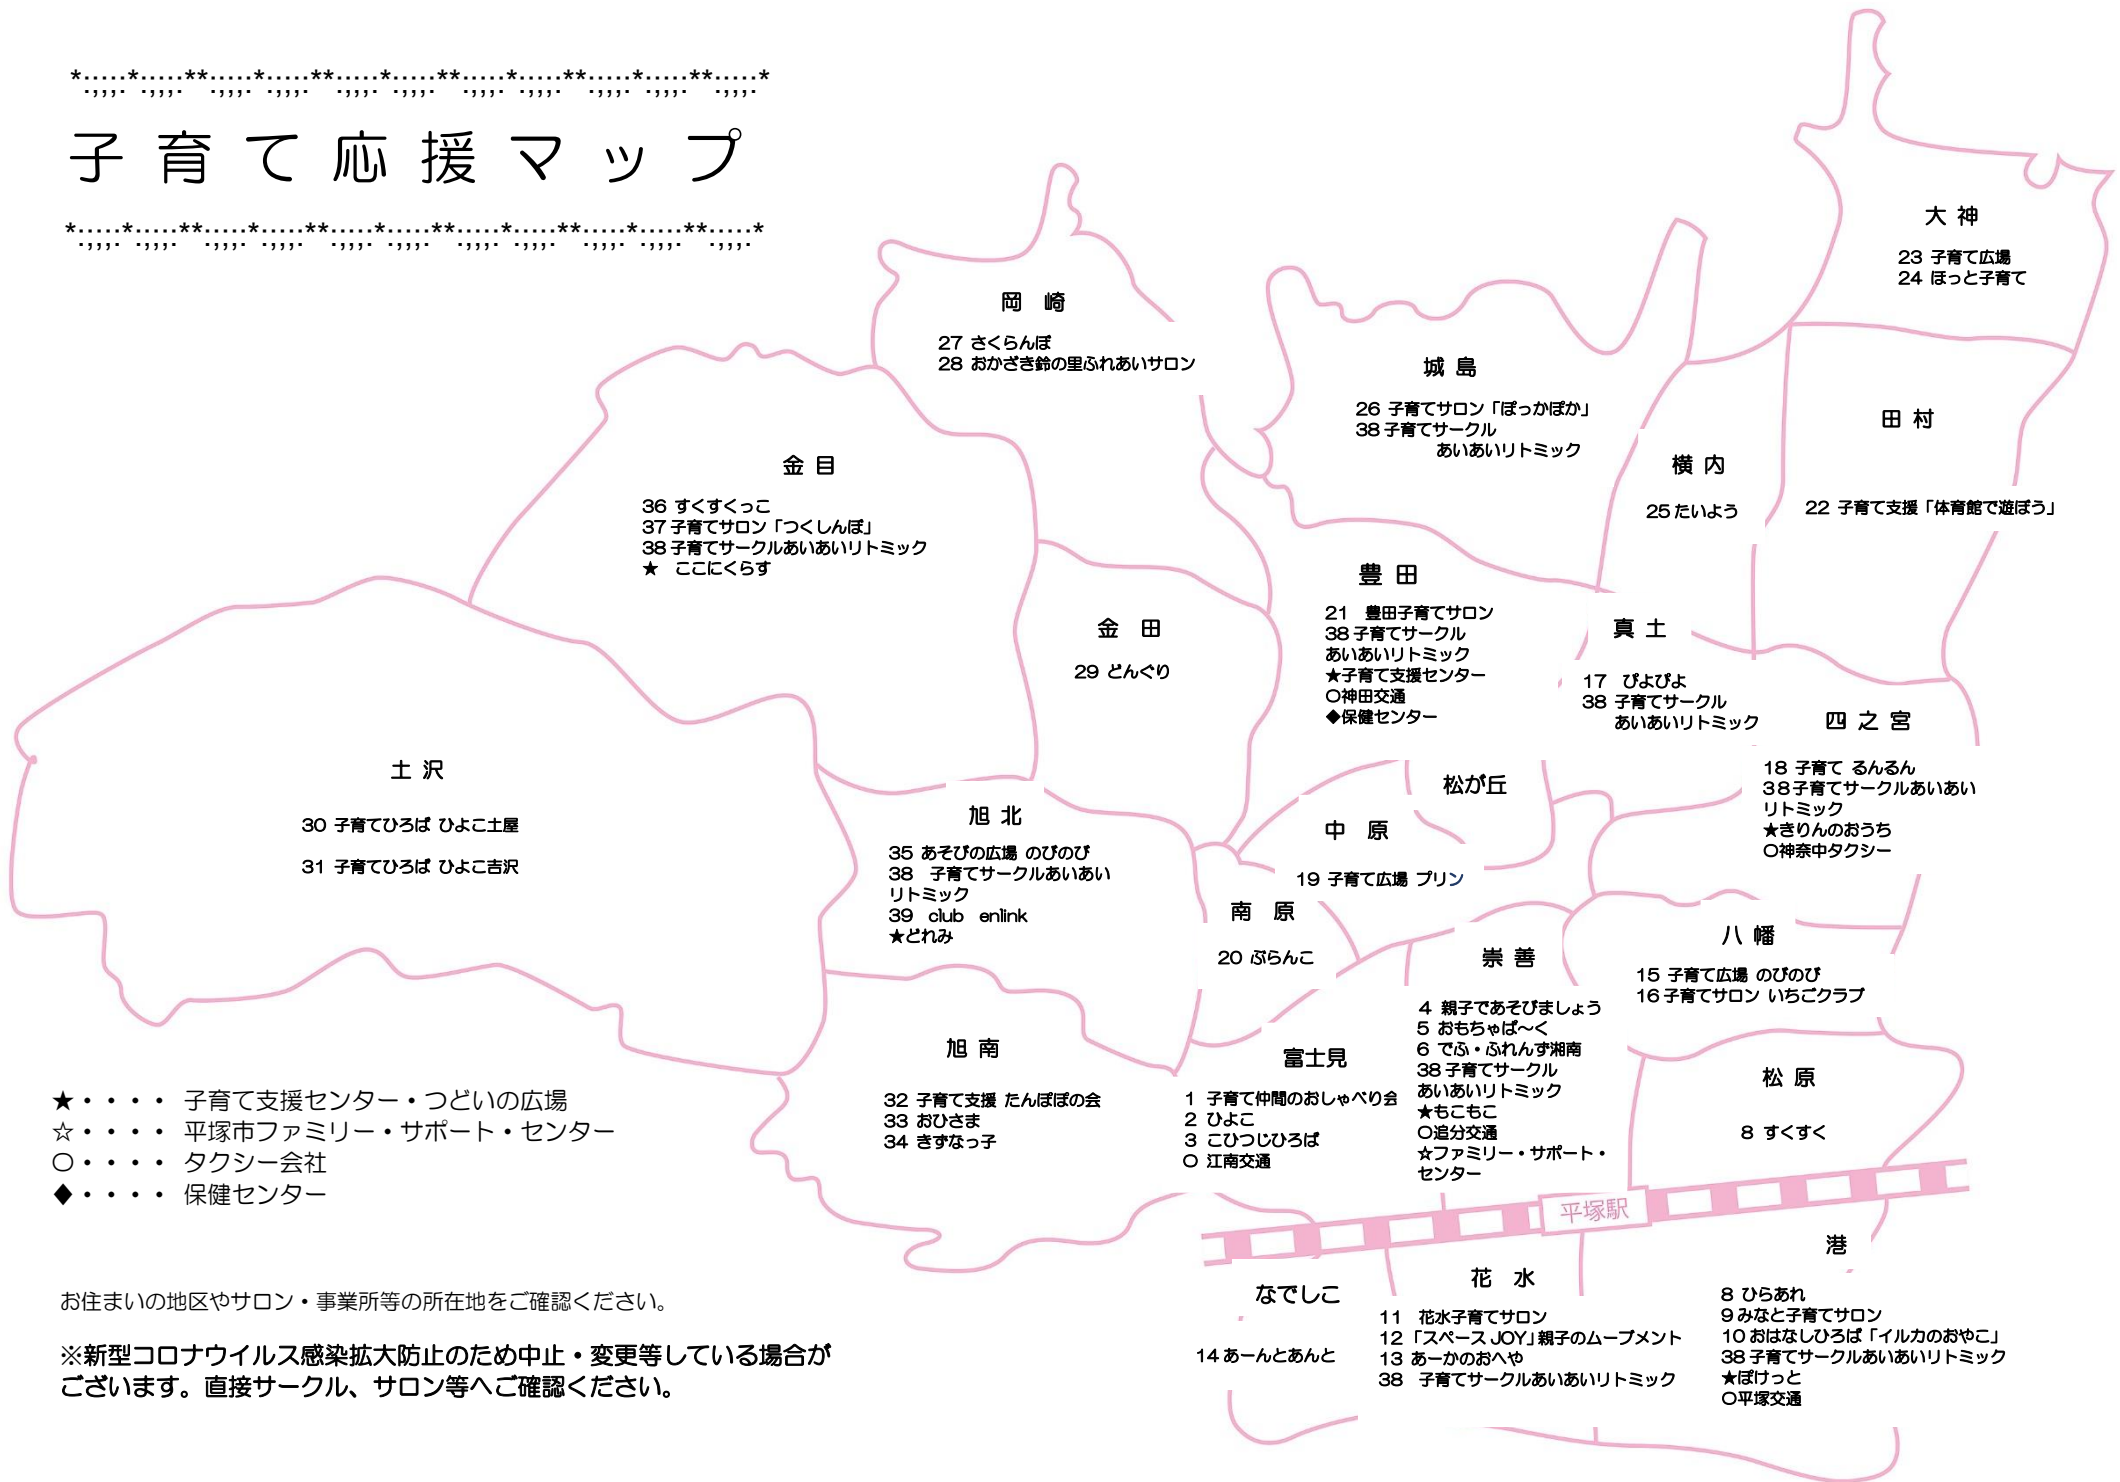 *:;;;:*:;;;:**:;;;:*:;;;:**:;;;:*:;;;:**:;;;:*:;;;:**:;;;:*:;;;:**:;;;:*
子育て応援マップ
*:;;;:*:;;;:**:;;;:*:;;;:**:;;;:*:;;;:**:;;;:*:;;;:**:;;;:*:;;;:**:;;;:*
大神
23 子育て広場
24 ほっと子育て
岡崎
27 さくらんぼ
28 おかざき鈴の里ふれあいサロン
城島
26 子育てサロン「ぽっかぽか」
38 子育てサークル
あいあいリトミック
田村
22 子育て支援「体育館で遊ぼう」
横内
25 たいよう
金目
36 すくすくっこ
37 子育てサロン「つくしんぼ」
38 子育てサークルあいあいリトミック
★ ここにくらす
金田
29 どんぐり
豊田
21 豊田子育てサロン
38 子育てサークル
あいあいリトミック
★子育て支援センター
○神田交通
◆保健センター
真土
17 ぴよぴよ
38 子育てサークル
あいあいリトミック
四之宮
18 子育て るんるん
38子育てサークルあいあい
リトミック
★きりんのおうち
○神奈中タクシー
土沢
30 子育てひろば ひよこ土屋
31 子育てひろば ひよこ吉沢
旭北
35 あそびの広場 のびのび
38 子育てサークルあいあい
リトミック
39 club enlink
★どれみ
松が丘
中原
19 子育て広場 プリン
南原
20 ぶらんこ
崇善
4 親子であそびましょう
5 おもちゃぱ～く
6 でふ・ふれんず湘南
38 子育てサークル
あいあいリトミック
★もこもこ
○追分交通
☆ファミリー・サポート・
センター
八幡
15 子育て広場 のびのび
16 子育てサロン いちごクラブ
旭南
32 子育て支援 たんぽぽの会
33 おひさま
34 きずなっ子
富士見
1 子育て仲間のおしゃべり会
2 ひよこ
3 こひつじひろば
○ 江南交通
松原
8 すくすく
平塚駅
港
8 ひらあれ
9 みなと子育てサロン
10 おはなしひろば「イルカのおやこ」
38 子育てサークルあいあいリトミック
★ぽけっと
○平塚交通
花水
11 花水子育てサロン
12「スペース JOY」親子のムーブメント
13 あーかのおへや
38 子育てサークルあいあいリトミック
なでしこ
14 あーんとあんと
★・・・・ 子育て支援センター・つどいの広場
☆・・・・ 平塚市ファミリー・サポート・センター
○・・・・ タクシー会社
◆・・・・ 保健センター
お住まいの地区やサロン・事業所等の所在地をご確認ください。
※新型コロナウイルス感染拡大防止のため中止・変更等している場合が
ございます。直接サークル、サロン等へご確認ください。